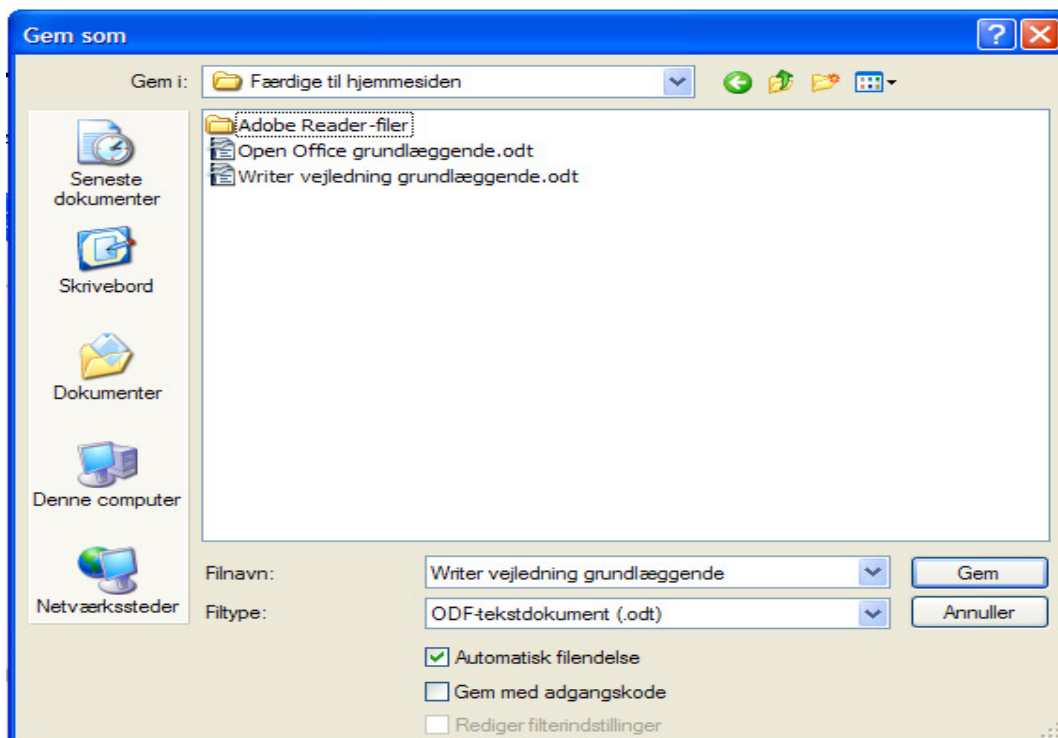 Gem som
Gem i: Færdige til hjemmesiden
Adobe Reader-filer
Open Office grundlæggende.odt
Writer vejledning grundlæggende.odt
Seneste
dokumenter
Skrivebord
Dokumenter
Denne computer
Netværkssteder
Filnavn: Writer vejledning grundlæggende Gem
Filtype: ODF-tekstdokument (.odt) Annuller
Automatisk filendelse
Gem med adgangskode
Rediger filterindstillinger